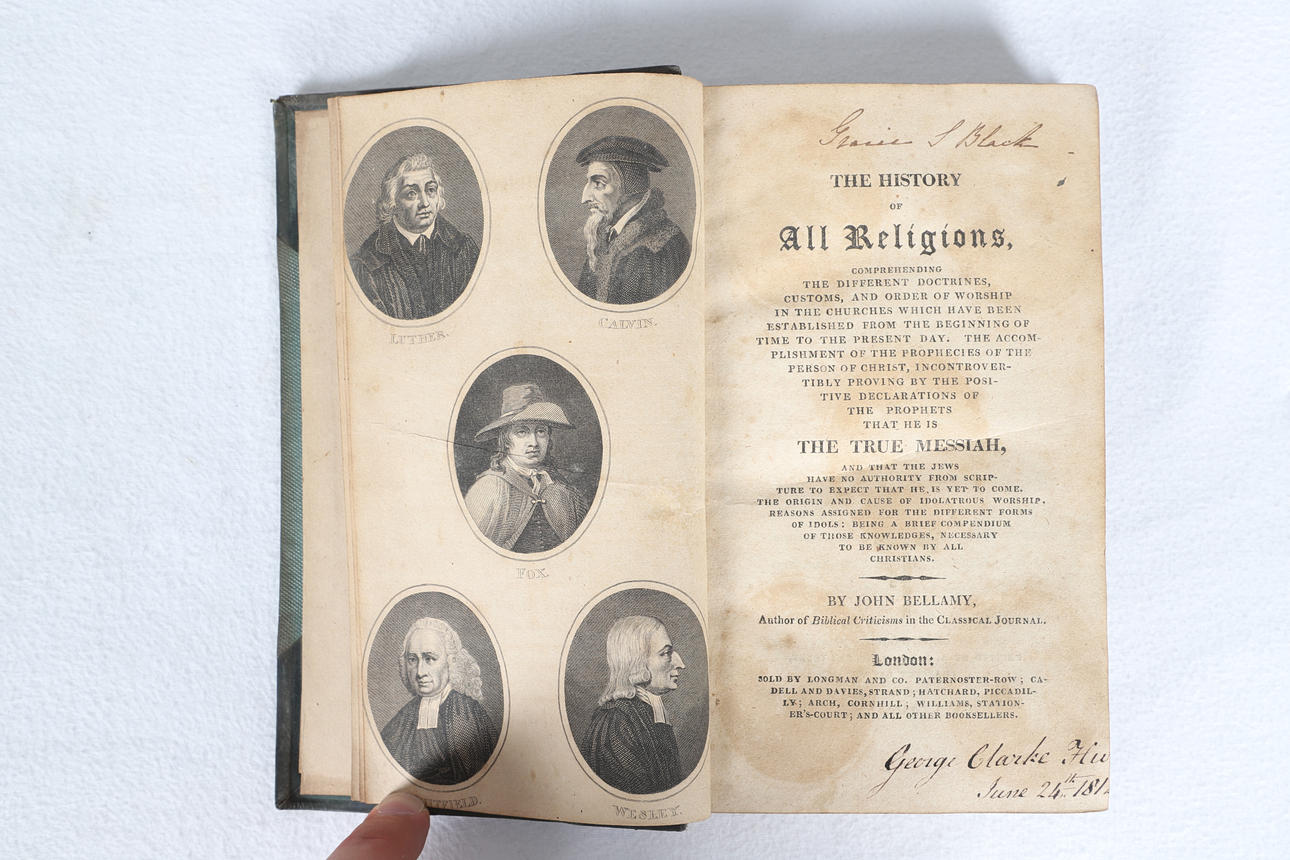 LUTHER.
CALVIN.
FOX.
WESLEY.
S Black
THE HISTORY
OF
All Religions,
COMPREHENDING
THE DIFFERENT DOCTRINES,
CUSTOMS, AND ORDER OF WORSHIP
IN THE CHURCHES WHICH HAVE BEEN
ESTABLISHED FROM THE BEGINNING OF
TIME TO THE PRESENT DAY. THE ACCOM-
PLISHMENT OF THE PROPHECIES OF THE
PERSON OF CHRIST, INCONTROVER-
TIBLY PROVING BY THE POSI-
TIVE DECLARATIONS OF
THE PROPHETS
THAT HE IS
THE TRUE MESSIAH,
AND THAT THE JEWS
HAVE NO AUTHORITY FROM SCRIP-
TURE TO EXPECT THAT HE IS YET TO COME.
THE ORIGIN AND CAUSE OF IDOLATROUS WORSHIP.
REASONS ASSIGNED FOR THE DIFFERENT FORMS
OF IDOLS: BEING A BRIEF COMPENDIUM
OF THOSE KNOWLEDGES, NECESSARY
TO BE KNOWN BY ALL
CHRISTIANS.
BY JOHN BELLAMY,
Author of Biblical Criticisms in the CLASSICAL JOURNAL.
London:
SOLD BY LONGMAN AND CO. PATERNOSTER-ROW; CA-
DELL AND DAVIES, STRAND; HATCHARD, PICCADIL-
LY; ARCH, CORNHILL; WILLIAMS, STATION-
ER'S-COURT; AND ALL OTHER BOOKSELLERS.
George Clarke
June 24th